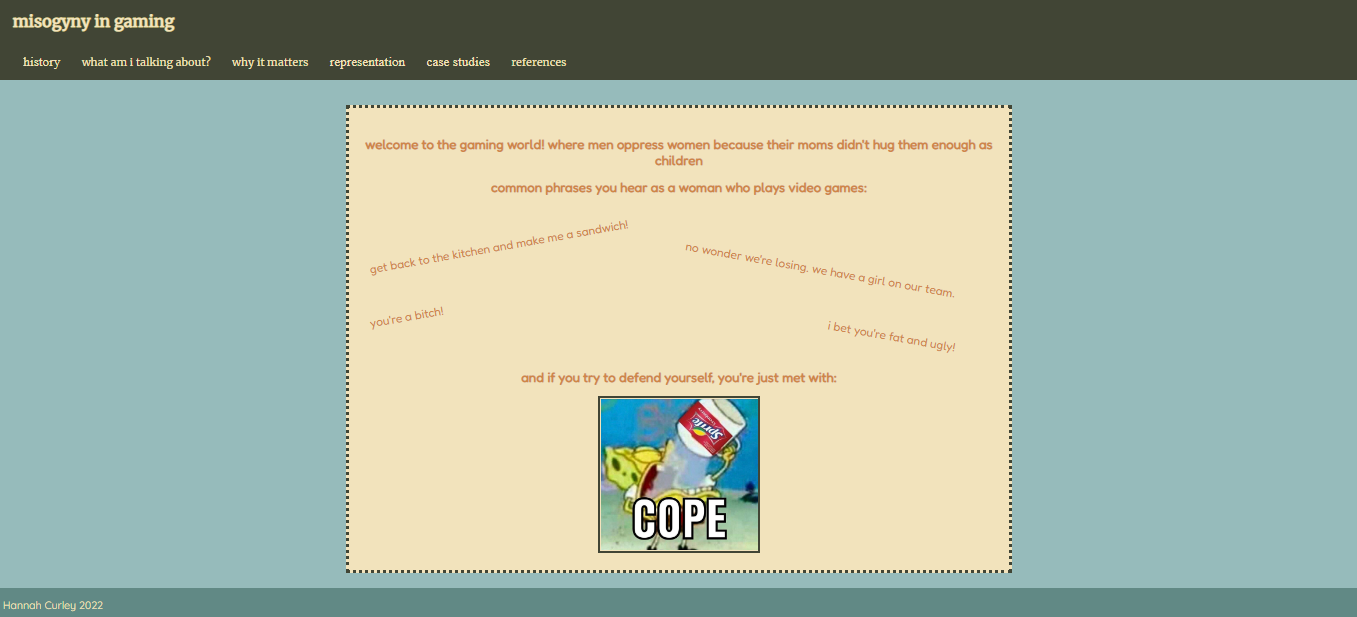 misogyny in gaming
history what am i talking about? why it matters representation case studies references
welcome to the gaming world! where men oppress women because their moms didn't hug them enough as
children
common phrases you hear as a woman who plays video games:
get back to the kitchen and make me a sandwich!
no wonder we're losing. we have a girl on our team.
you're a bitch!
i bet you're fat and ugly!
and if you try to defend yourself, you're just met with:
Sprite
COPE
Hannah Curley 2022